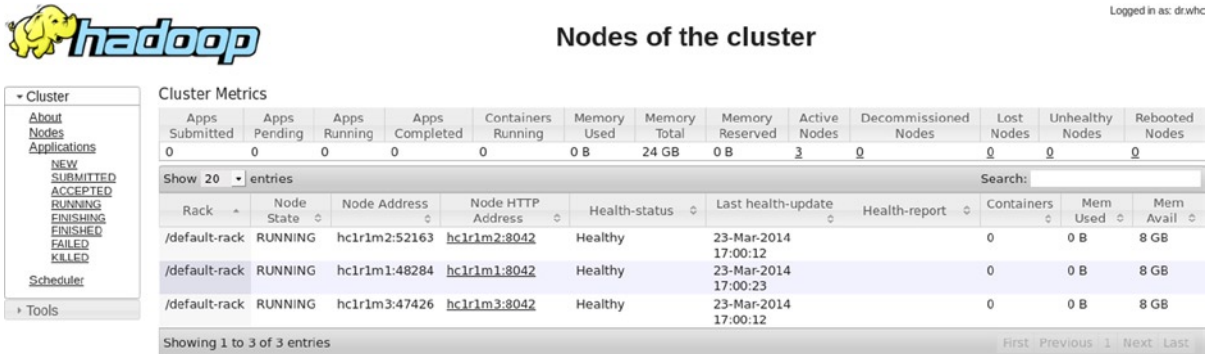 Logged in as: dr.who
hadoop
Nodes of the cluster
Cluster
About
Nodes
Applications
NEW
SUBMITTED
ACCEPTED
RUNNING
FINISHING
FINISHED
FAILED
KILLED
Scheduler
Tools
Cluster Metrics
Apps Submitted Apps Pending Apps Running Apps Completed Containers Running Memory Used Memory Total Memory Reserved Active Nodes Decommissioned Nodes Lost Nodes Unhealthy Nodes Rebooted Nodes
0 0 0 0 0 0 B 24 GB 0 B 3 0 0 0 0
Show 20 entries Search:
Rack Node State Node Address Node HTTP Address Health-status Last health-update Health-report Containers Mem Used Mem Avail
/default-rack RUNNING hc1r1m2:52163 hc1r1m2:8042 Healthy 23-Mar-2014 17:00:12 0 0 B 8 GB
/default-rack RUNNING hc1r1m1:48284 hc1r1m1:8042 Healthy 23-Mar-2014 17:00:23 0 0 B 8 GB
/default-rack RUNNING hc1r1m3:47426 hc1r1m3:8042 Healthy 23-Mar-2014 17:00:12 0 0 B 8 GB
Showing 1 to 3 of 3 entries First Previous 1 Next Last